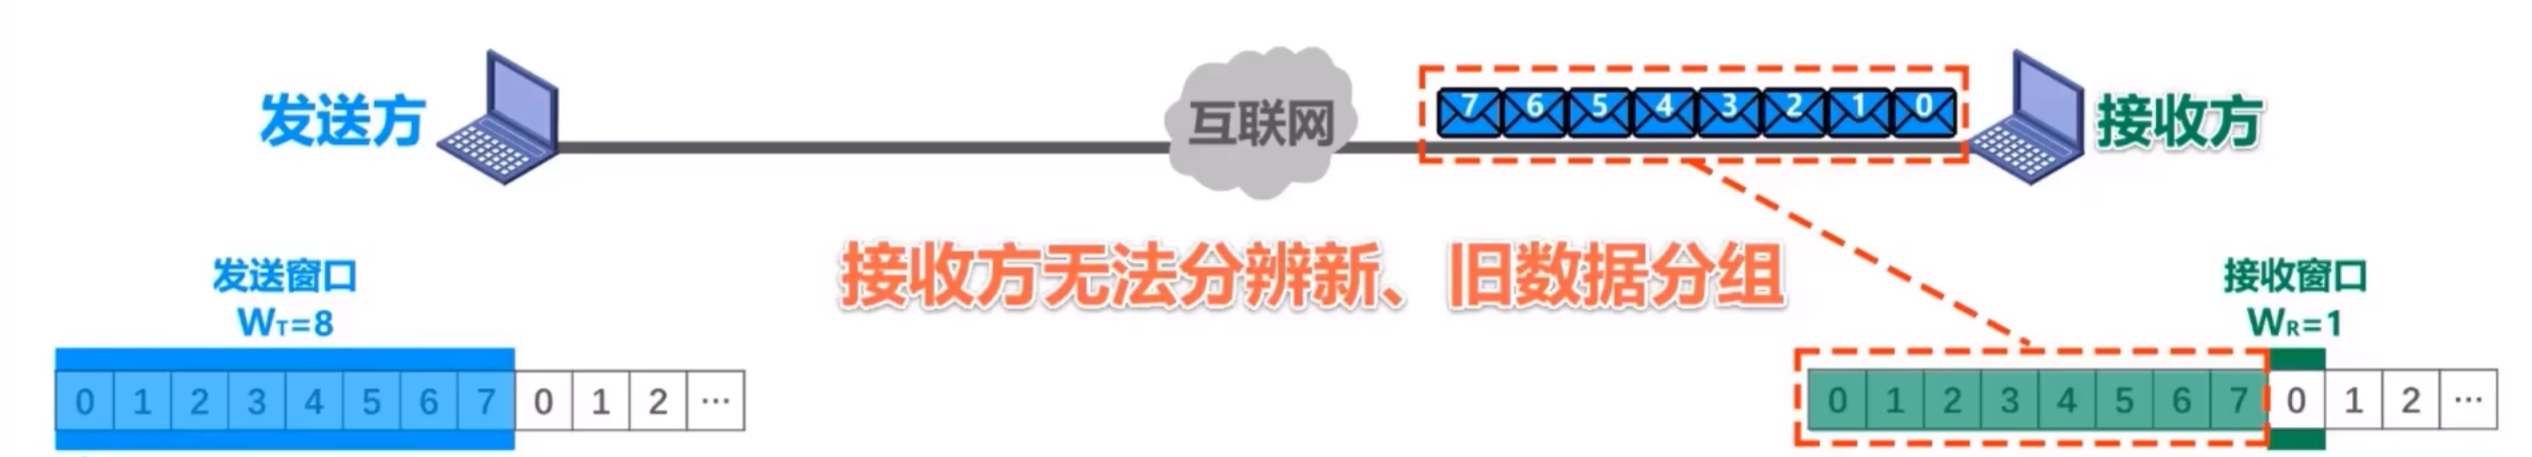 7 6 5 4 3 2 1 0
发送方
互联网
接收方
接收方无法分辨新、旧数据分组
发送窗口
WT=8
0 1 2 3 4 5 6 7 0 1 2 ...
接收窗口
WR=1
0 1 2 3 4 5 6 7 0 1 2 ...